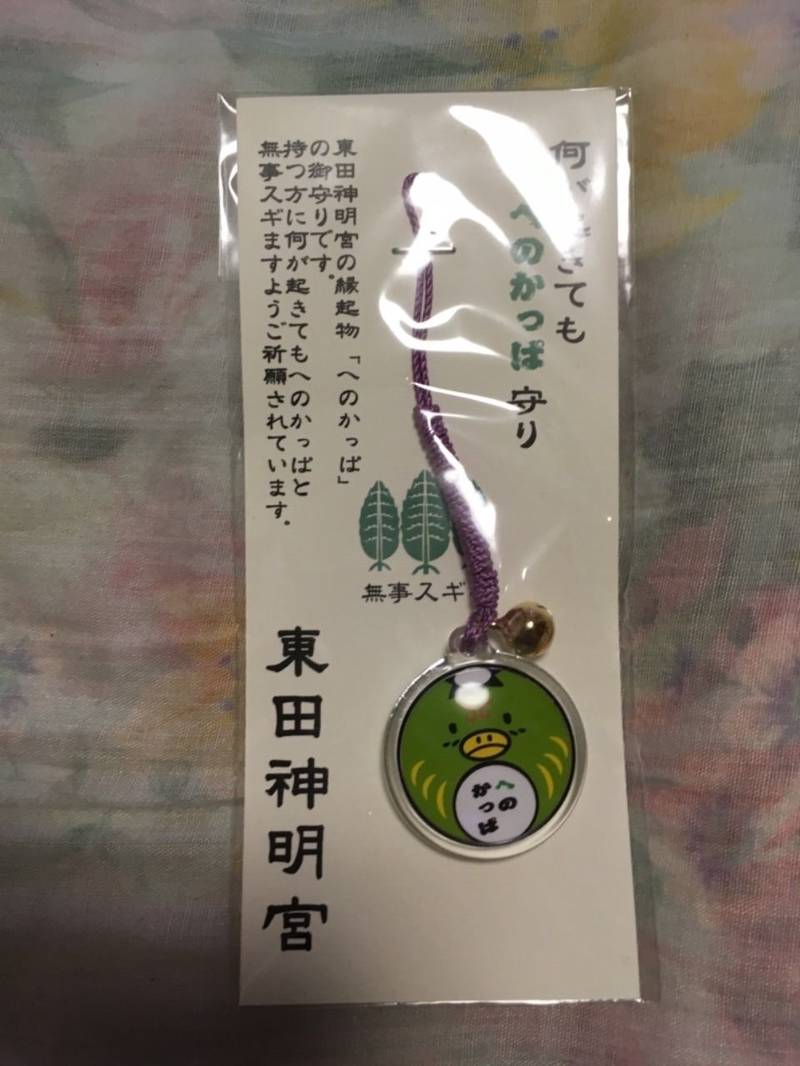 何が起きても
へのかっぱ守り
東田神明宮の縁起物「へのかっぱ」
の御守りです。
持つ方に何が起きてもへのかっぱと
無事スギますようご祈願されています。
無事スギ
東田神明宮
への
かっぱ